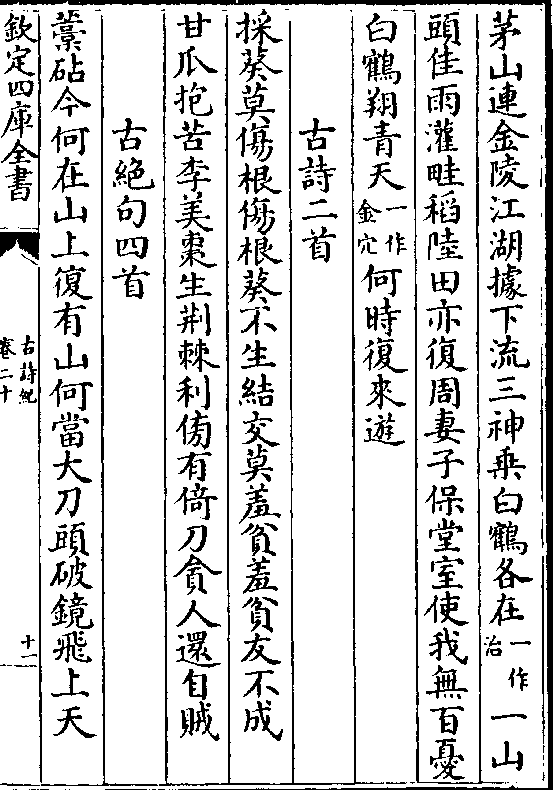 茅山連金陵江湖據下流三神乗白鶴各在一作治一山
頭佳雨灌畦稻陸田亦復周妻子保堂室使我無百憂
白鶴翔青天一作金穴何時復來遊
古詩二首
採葵莫傷根傷根葵不生結交莫羞貧羞貧友不成
甘瓜抱苦李美棗生荆棘利傍有倚刀貪人還自賊
古絶句四首
藁砧今何在山上復有山何當大刀頭破鏡飛上天
欽定四庫全書
古詩紀
卷二十
十一